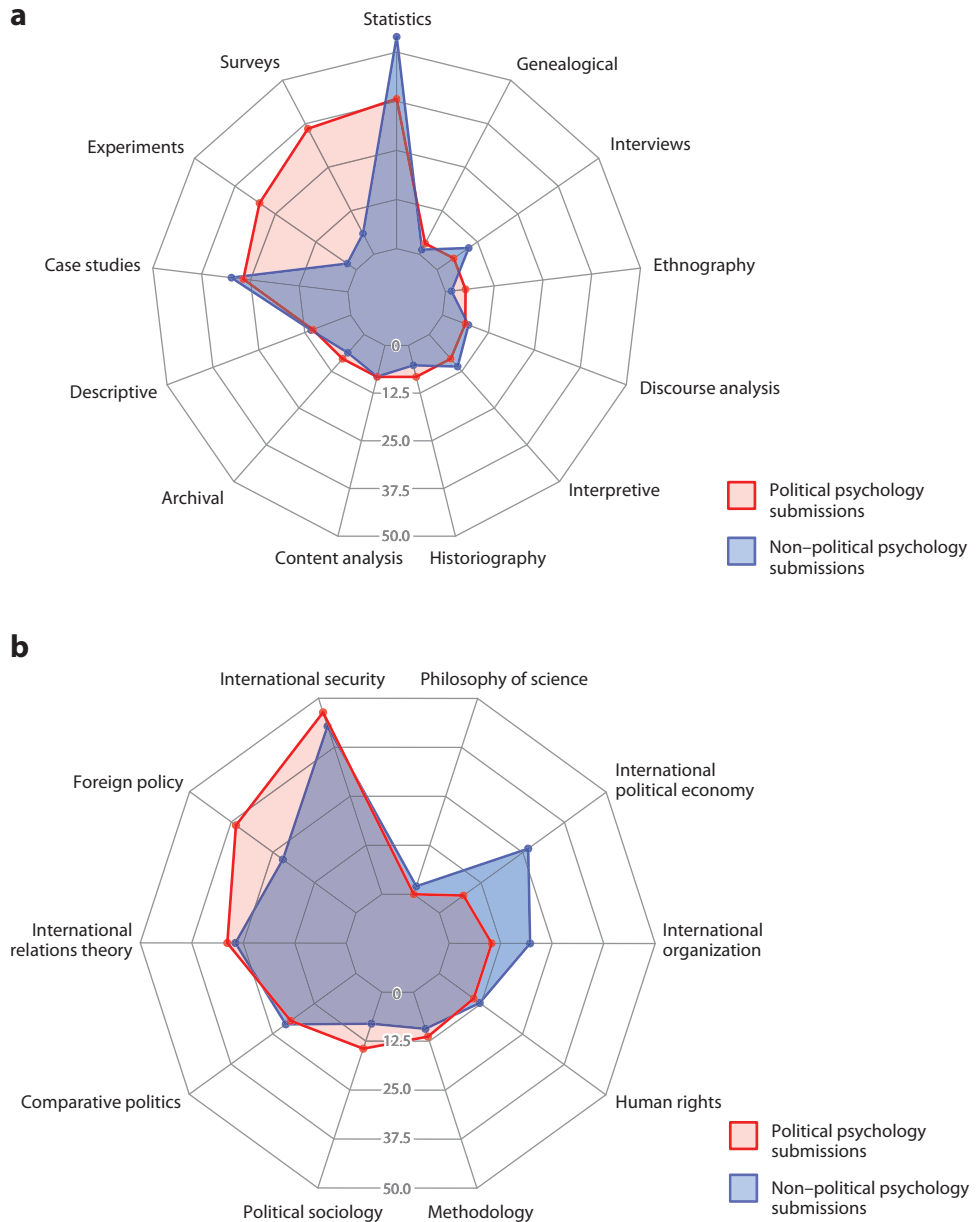 a
Statistics
Surveys
Genealogical
Experiments
Interviews
Case studies
Ethnography
0
Descriptive
12.5
Discourse analysis
25.0
Archival
37.5
Interpretive
50.0
Content analysis
Historiography
Political psychology
submissions
Non–political psychology
submissions
b
International security
Philosophy of science
Foreign policy
International
political economy
International
relations theory
International
organization
0
12.5
25.0
Comparative politics
Human rights
37.5
50.0
Political sociology
Methodology
Political psychology
submissions
Non–political psychology
submissions